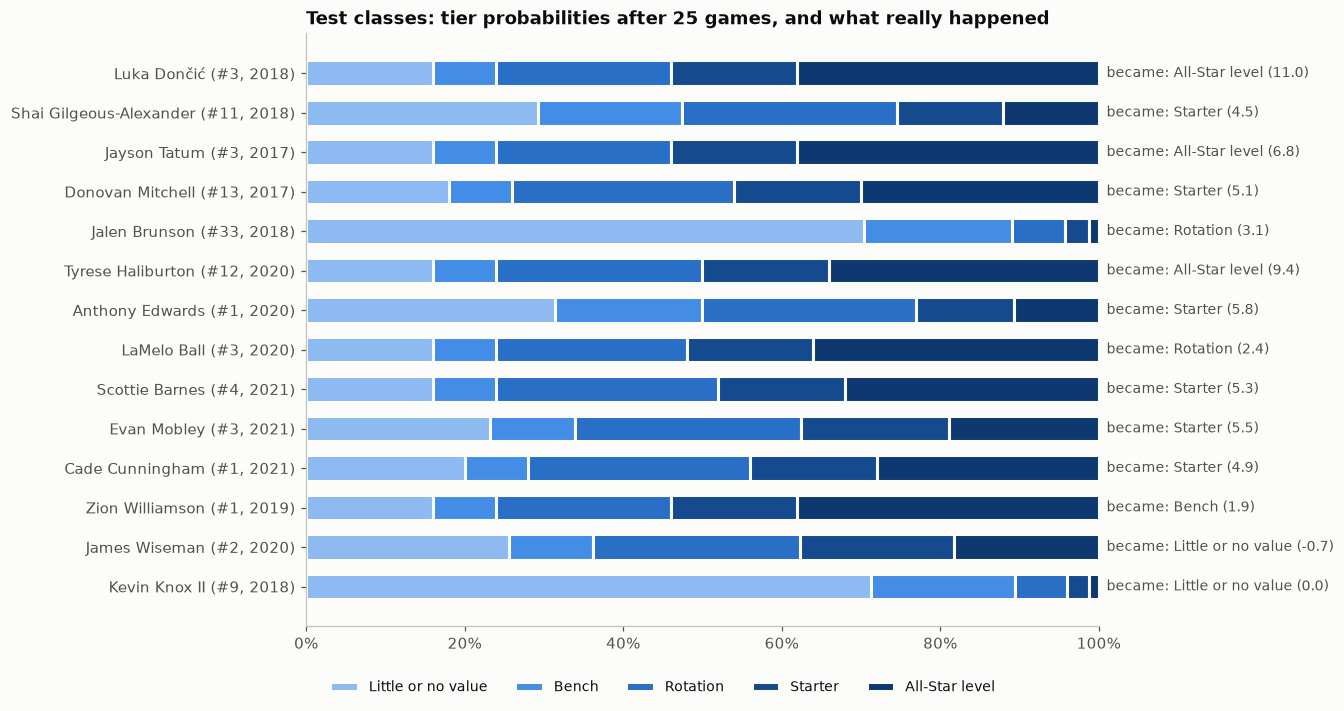 Test classes: tier probabilities after 25 games, and what really happened
Luka Dončić (#3, 2018) became: All-Star level (11.0)
Shai Gilgeous-Alexander (#11, 2018) became: Starter (4.5)
Jayson Tatum (#3, 2017) became: All-Star level (6.8)
Donovan Mitchell (#13, 2017) became: Starter (5.1)
Jalen Brunson (#33, 2018) became: Rotation (3.1)
Tyrese Haliburton (#12, 2020) became: All-Star level (9.4)
Anthony Edwards (#1, 2020) became: Starter (5.8)
LaMelo Ball (#3, 2020) became: Rotation (2.4)
Scottie Barnes (#4, 2021) became: Starter (5.3)
Evan Mobley (#3, 2021) became: Starter (5.5)
Cade Cunningham (#1, 2021) became: Starter (4.9)
Zion Williamson (#1, 2019) became: Bench (1.9)
James Wiseman (#2, 2020) became: Little or no value (-0.7)
Kevin Knox II (#9, 2018) became: Little or no value (0.0)
0% 20% 40% 60% 80% 100%
Little or no value Bench Rotation Starter All-Star level